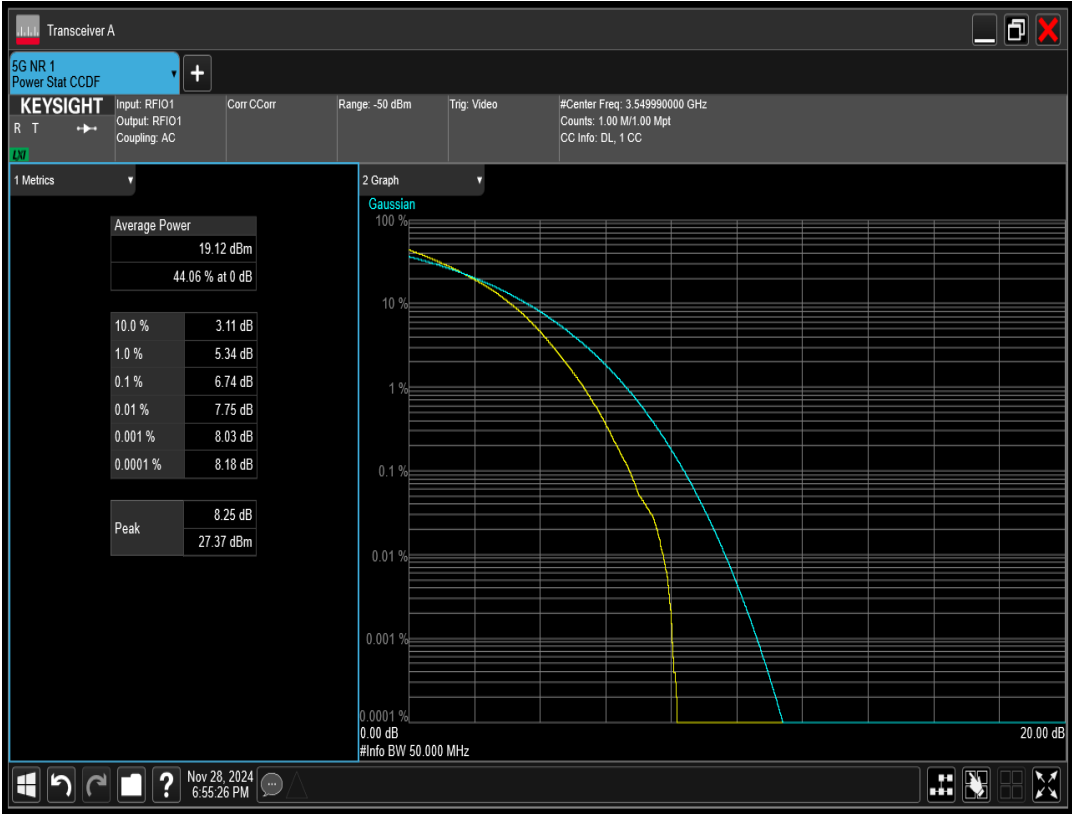 Transceiver A
5G NR 1
Power Stat CCDF
KEYSIGHT
R T
LXI
Input: RFIO1
Output: RFIO1
Coupling: AC
Corr CCorr
Range: -50 dBm
Trig: Video
#Center Freq: 3.549990000 GHz
Counts: 1.00 M/1.00 Mpt
CC Info: DL, 1 CC
1 Metrics
Average Power
19.12 dBm
44.06 % at 0 dB
10.0 % 3.11 dB
1.0 % 5.34 dB
0.1 % 6.74 dB
0.01 % 7.75 dB
0.001 % 8.03 dB
0.0001 % 8.18 dB
Peak
8.25 dB
27.37 dBm
2 Graph
Gaussian
100 %
10 %
1 %
0.1 %
0.01 %
0.001 %
0.0001 %
0.00 dB
20.00 dB
#Info BW 50.000 MHz
?
Nov 28, 2024
6:55:26 PM